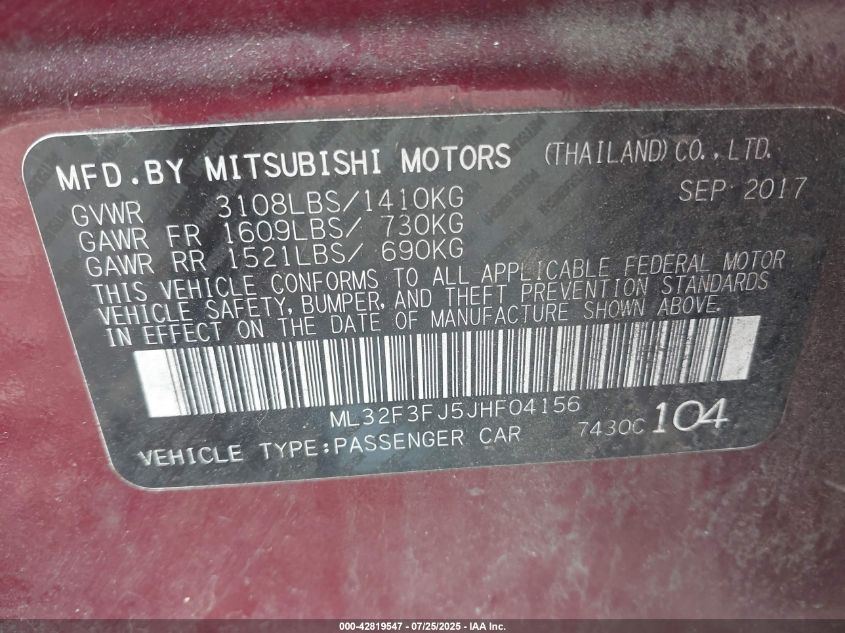 MFD.BY MITSUBISHI MOTORS (THAILAND) CO.,LTD.
SEP 2017
GVWR 3108LBS/1410KG
GAWR FR 1609LBS/ 730KG
GAWR RR 1521LBS/ 690KG
THIS VEHICLE CONFORMS TO ALL APPLICABLE FEDERAL MOTOR
VEHICLE SAFETY, BUMPER, AND THEFT PREVENTION STANDARDS
IN EFFECT ON THE DATE OF MANUFACTURE SHOWN ABOVE.
ML32F3FJ5JHF04156
7430C 104
VEHICLE TYPE:PASSENGER CAR
000-42819547 - 07/25/2025 - IAA Inc.